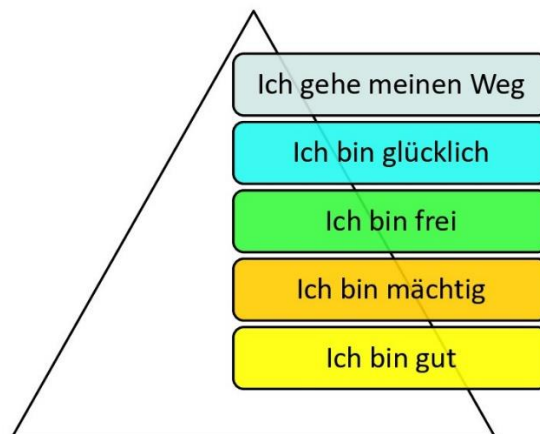 Ich gehe meinen Weg
Ich bin glücklich
Ich bin frei
Ich bin mächtig
Ich bin gut